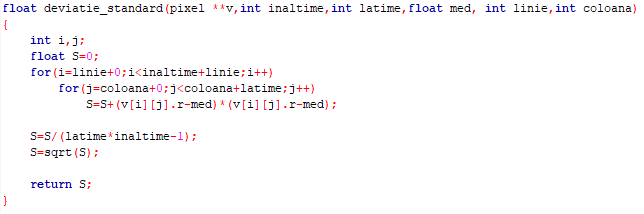 float deviatie_standard(pixel **v,int inaltime,int latime,float med, int linie,int coloana)
{
    int i,j;
    float S=0;
    for(i=linie+0;i<inaltime+linie;i++)
        for(j=coloana+0;j<coloana+latime;j++)
            S=S+(v[i][j].r-med)*(v[i][j].r-med);
    S=S/(latime*inaltime-1);
    S=sqrt(S);
    return S;
}